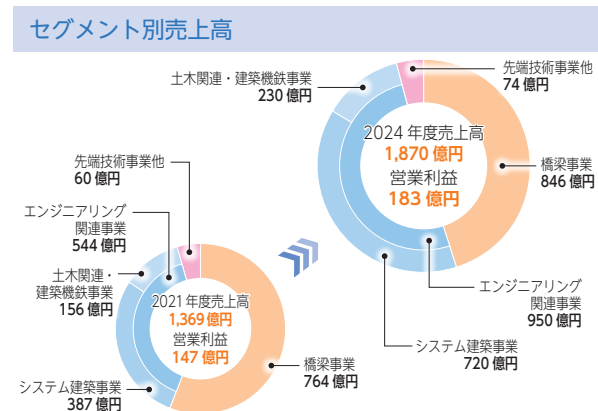 セグメント別売上高
土木関連・建築機鉄事業
230 億円
先端技術事業他
74 億円
2024 年度売上高
1,870 億円
営業利益
183 億円
橋梁事業
846 億円
エンジニアリング
関連事業
950 億円
システム建築事業
720 億円
先端技術事業他
60 億円
エンジニアリング
関連事業
544 億円
土木関連・
建築機鉄事業
156 億円
2021 年度売上高
1,369 億円
営業利益
147 億円
橋梁事業
764 億円
システム建築事業
387 億円